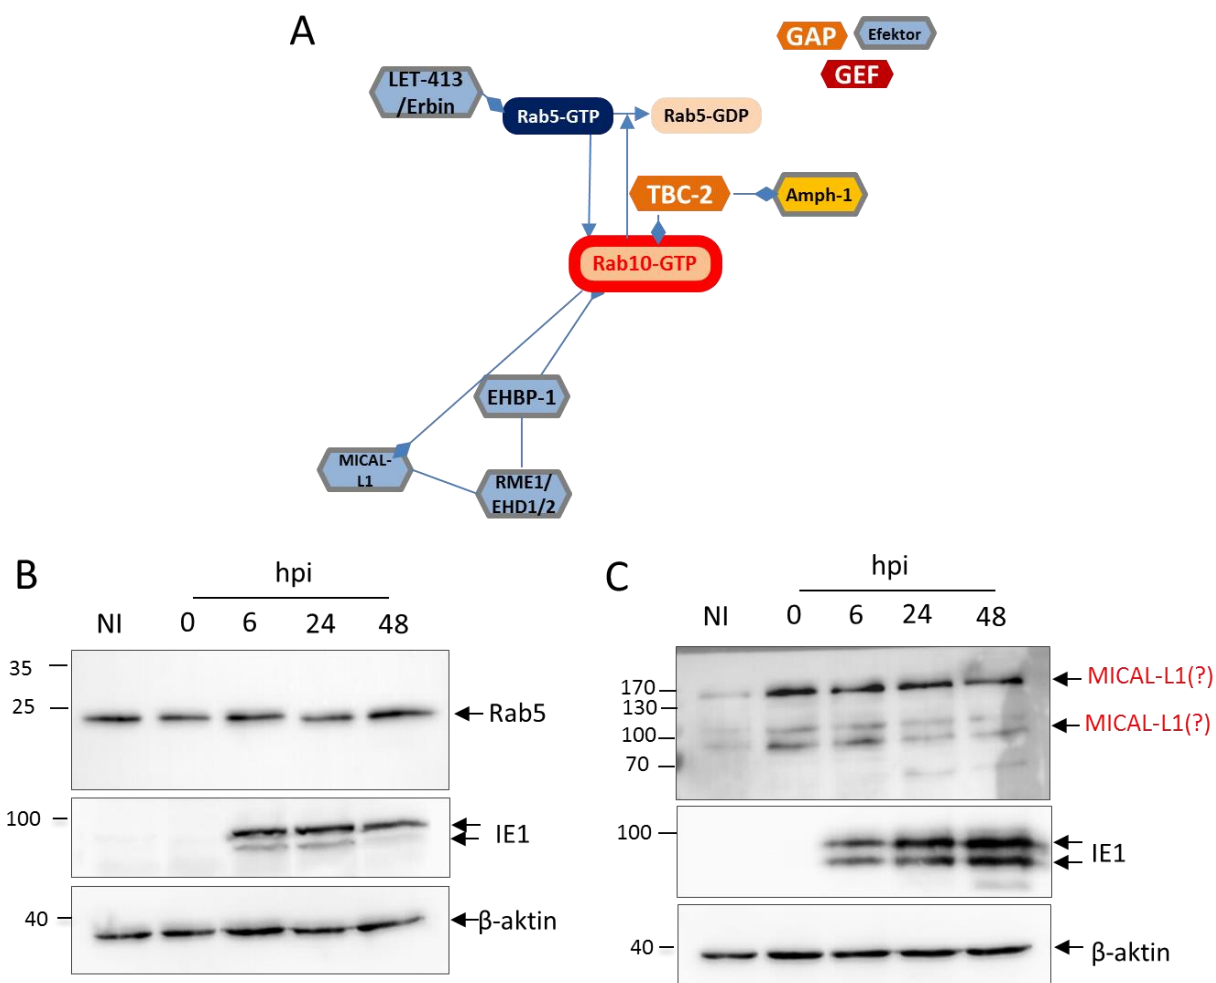 A
GAP
Efektor
GEF
LET-413
/Erbin
Rab5-GTP
Rab5-GDP
TBC-2
Amph-1
Rab10-GTP
EHBP-1
MICAL-
L1
RME1/
EHD1/2
B
hpi
NI 0 6 24 48
35
25
Rab5
100
IE1
40
β-aktin
C
hpi
NI 0 6 24 48
170
130
100
70
MICAL-L1(?)
MICAL-L1(?)
100
IE1
40
β-aktin